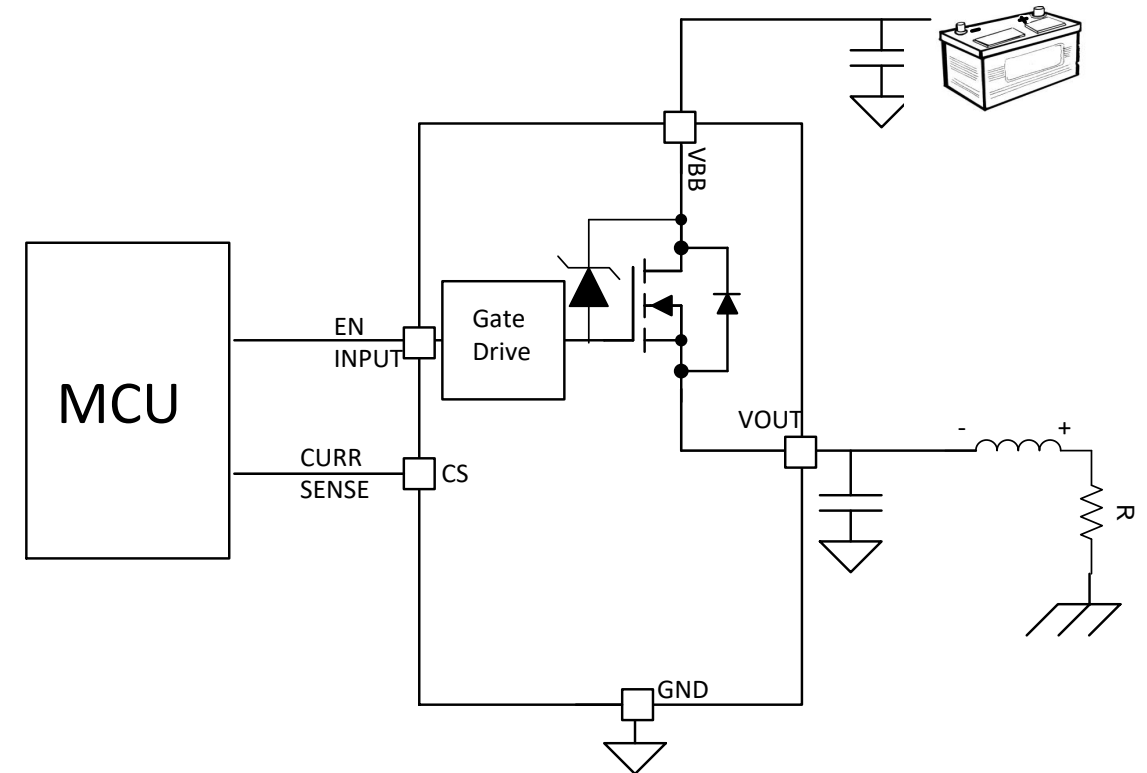 VBB
MCU
EN
INPUT
Gate
Drive
CURR
SENSE
CS
VOUT
-
+
R
GND